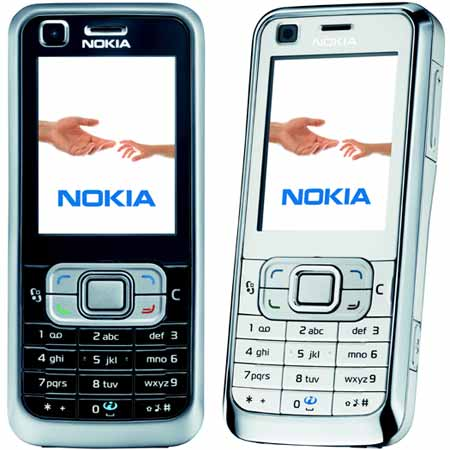 NOKIA
NOKIA
C
1 ꝏ 2 abc def 3
4 ghi 5 jkl mno 6
7pqrs 8 tuv wxyz9
* + 0 #
NOKIA
NOKIA
C
1 ꝏ 2 abc def 3
4 ghi 5 jkl mno 6
7pqrs 8 tuv wxyz9
* + 0 #